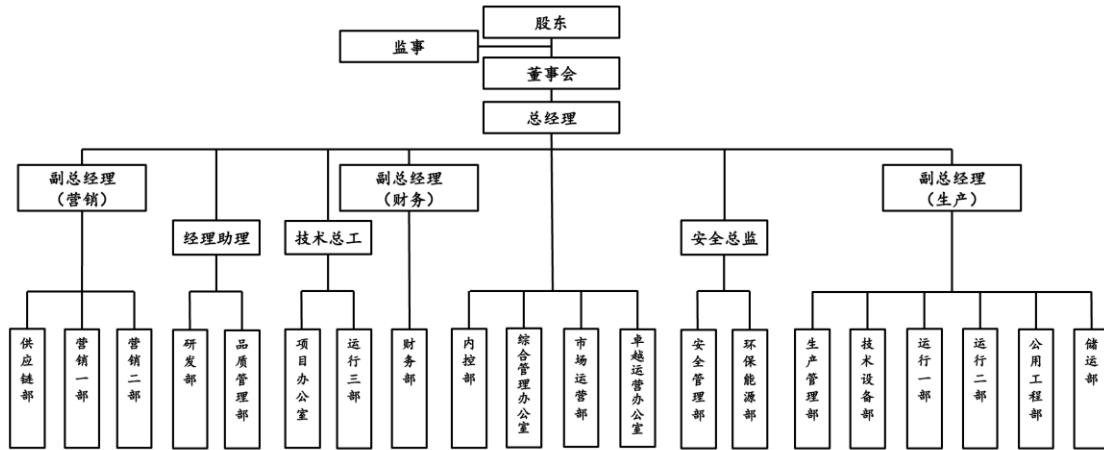 股东
监事
董事会
总经理
副总经理
（营销）
副总经理
（财务）
副总经理
（生产）
经理助理
技术总工
安全总监
供应链部
营销一部
营销二部
研发部
品质管理部
项目办公室
运行三部
财务部
内控部
综合管理办公室
市场运营部
卓越运营办公室
安全管理部
环保能源部
生产管理部
技术设备部
运行一部
运行二部
公用工程部
储运部